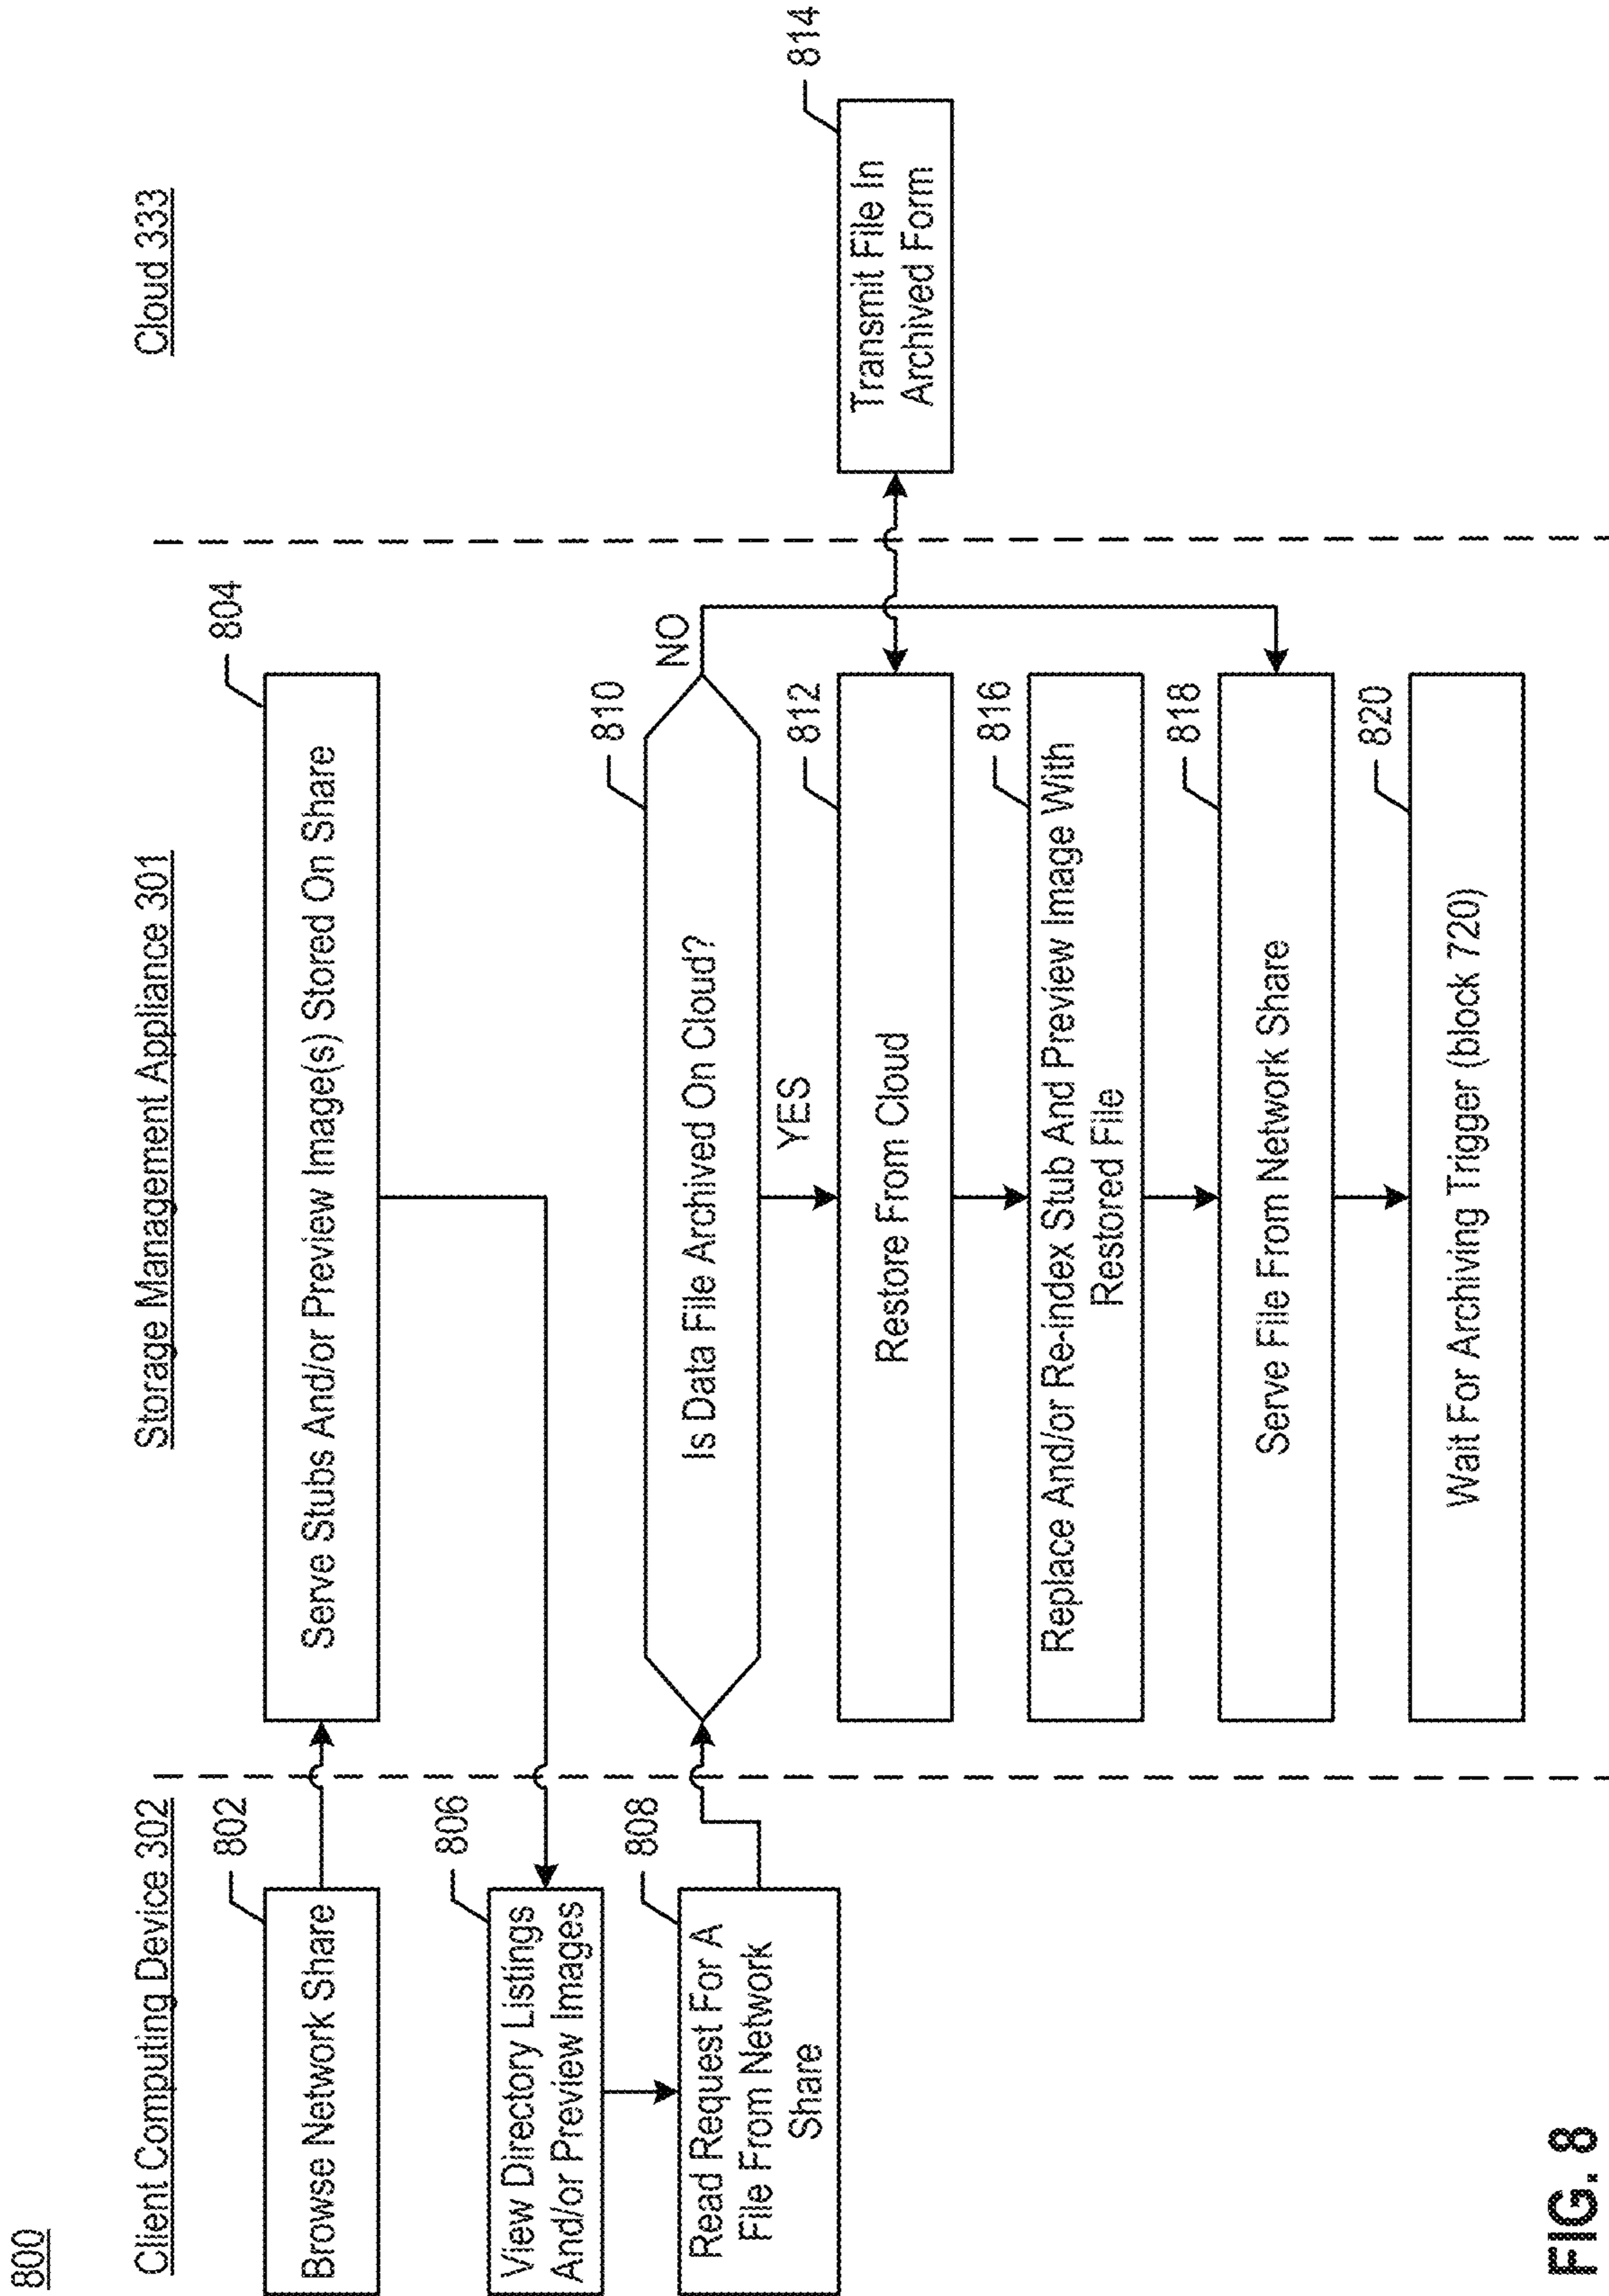 800
Client Computing Device 302
Storage Management Appliance 301
Cloud 333
802
Browse Network Share
804
Serve Stubs And/or Preview Image(s) Stored On Share
806
View Directory Listings
And/or Preview Images
808
Read Request For A
File From Network
Share
810
Is Data File Archived On Cloud?
NO
YES
812
Restore From Cloud
814
Transmit File In
Archived Form
816
Replace And/or Re-index Stub And Preview Image With
Restored File
818
Serve File From Network Share
820
Wait For Archiving Trigger (block 720)
FIG. 8